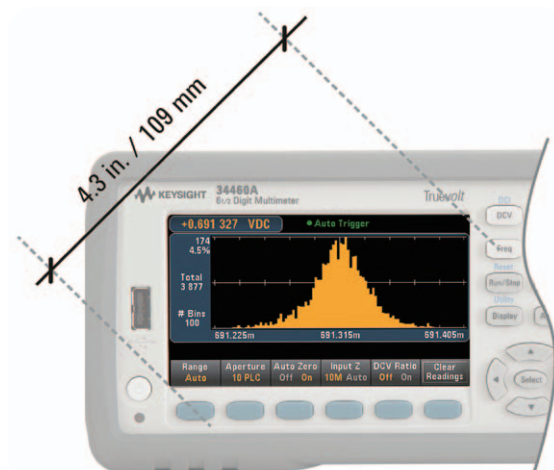 4.3 in. / 109 mm
KEYSIGHT
34460A
6½ Digit Multimeter
Truevolt
+0.691 327 VDC
Auto Trigger
174
4.5%
Total
3 877
# Bins
100
691.225m
691.315m
691.405m
Range
Auto
Aperture
10 PLC
Auto Zero
Off On
Input Z
10M Auto
DCV Ratio
Off On
Clear
Readings
DCI
DCV
Freq
Reset
Run/Stop
Utility
Display
Select